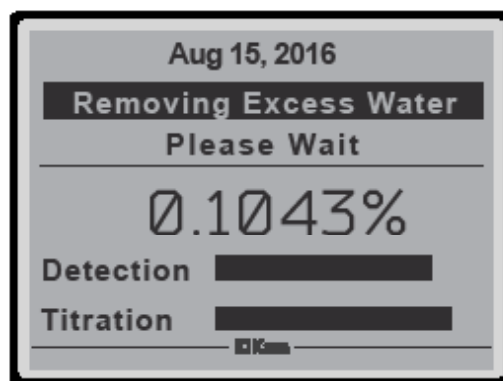 Aug 15, 2016
Removing Excess Water
Please Wait
0.1043%
Detection
Titration